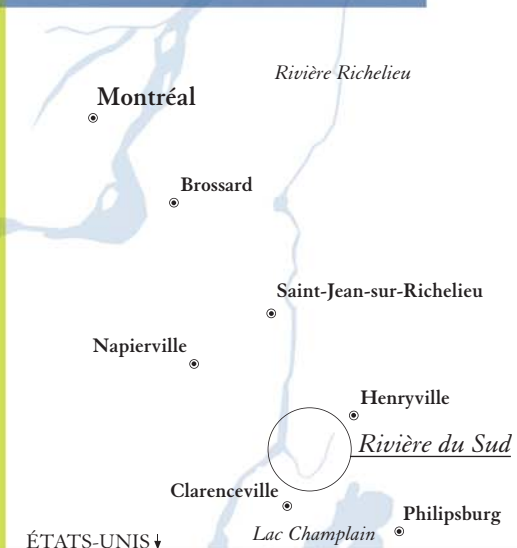 Rivière Richelieu
Montréal
Brossard
Saint-Jean-sur-Richelieu
Napierville
Henryville
Rivière du Sud
Clarenceville
Philipsburg
Lac Champlain
ÉTATS-UNIS